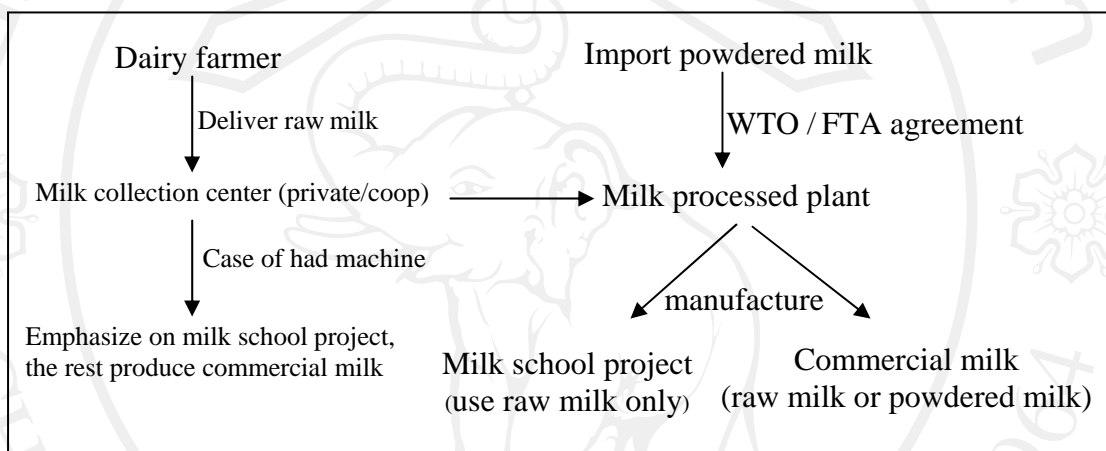 Dairy farmer
Import powdered milk
Deliver raw milk
WTO / FTA agreement
Milk collection center (private/coop)
Milk processed plant
Case of had machine
manufacture
Emphasize on milk school project,
the rest produce commercial milk
Milk school project
(use raw milk only)
Commercial milk
(raw milk or powdered milk)